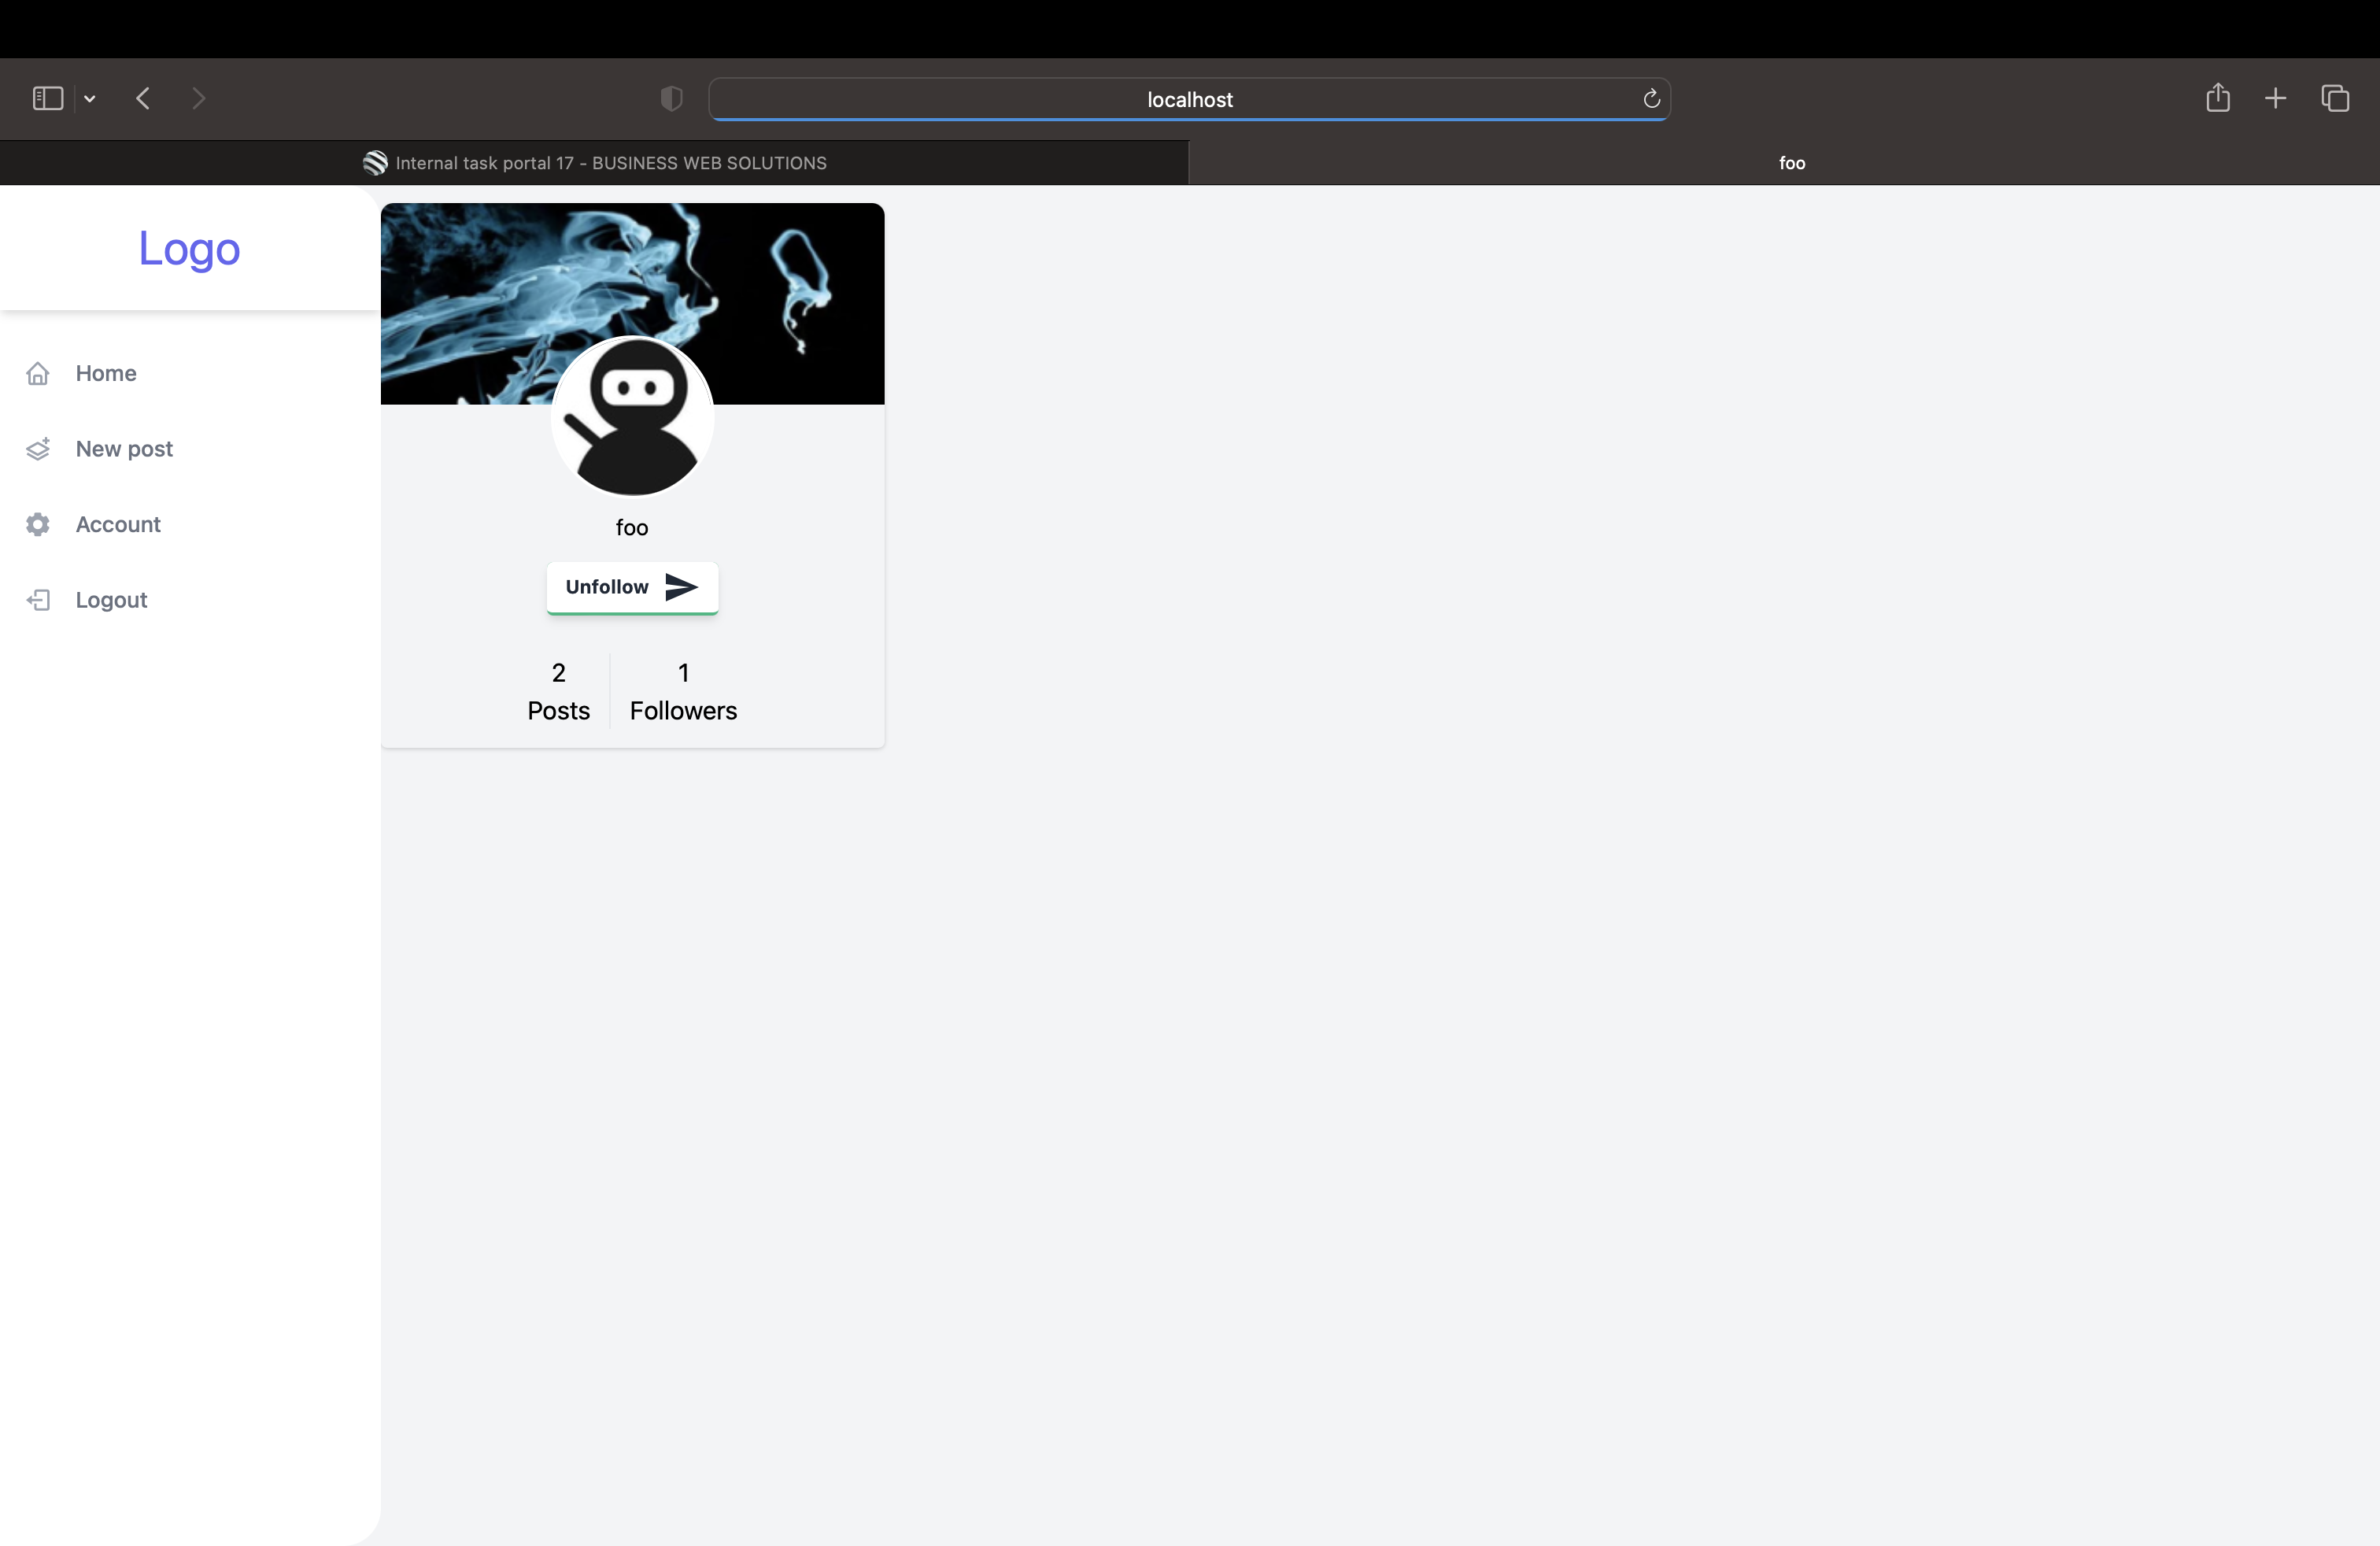 localhost
Internal task portal 17 - BUSINESS WEB SOLUTIONS
foo
Logo
Home
New post
Account
Logout
foo
Unfollow
2
Posts
1
Followers